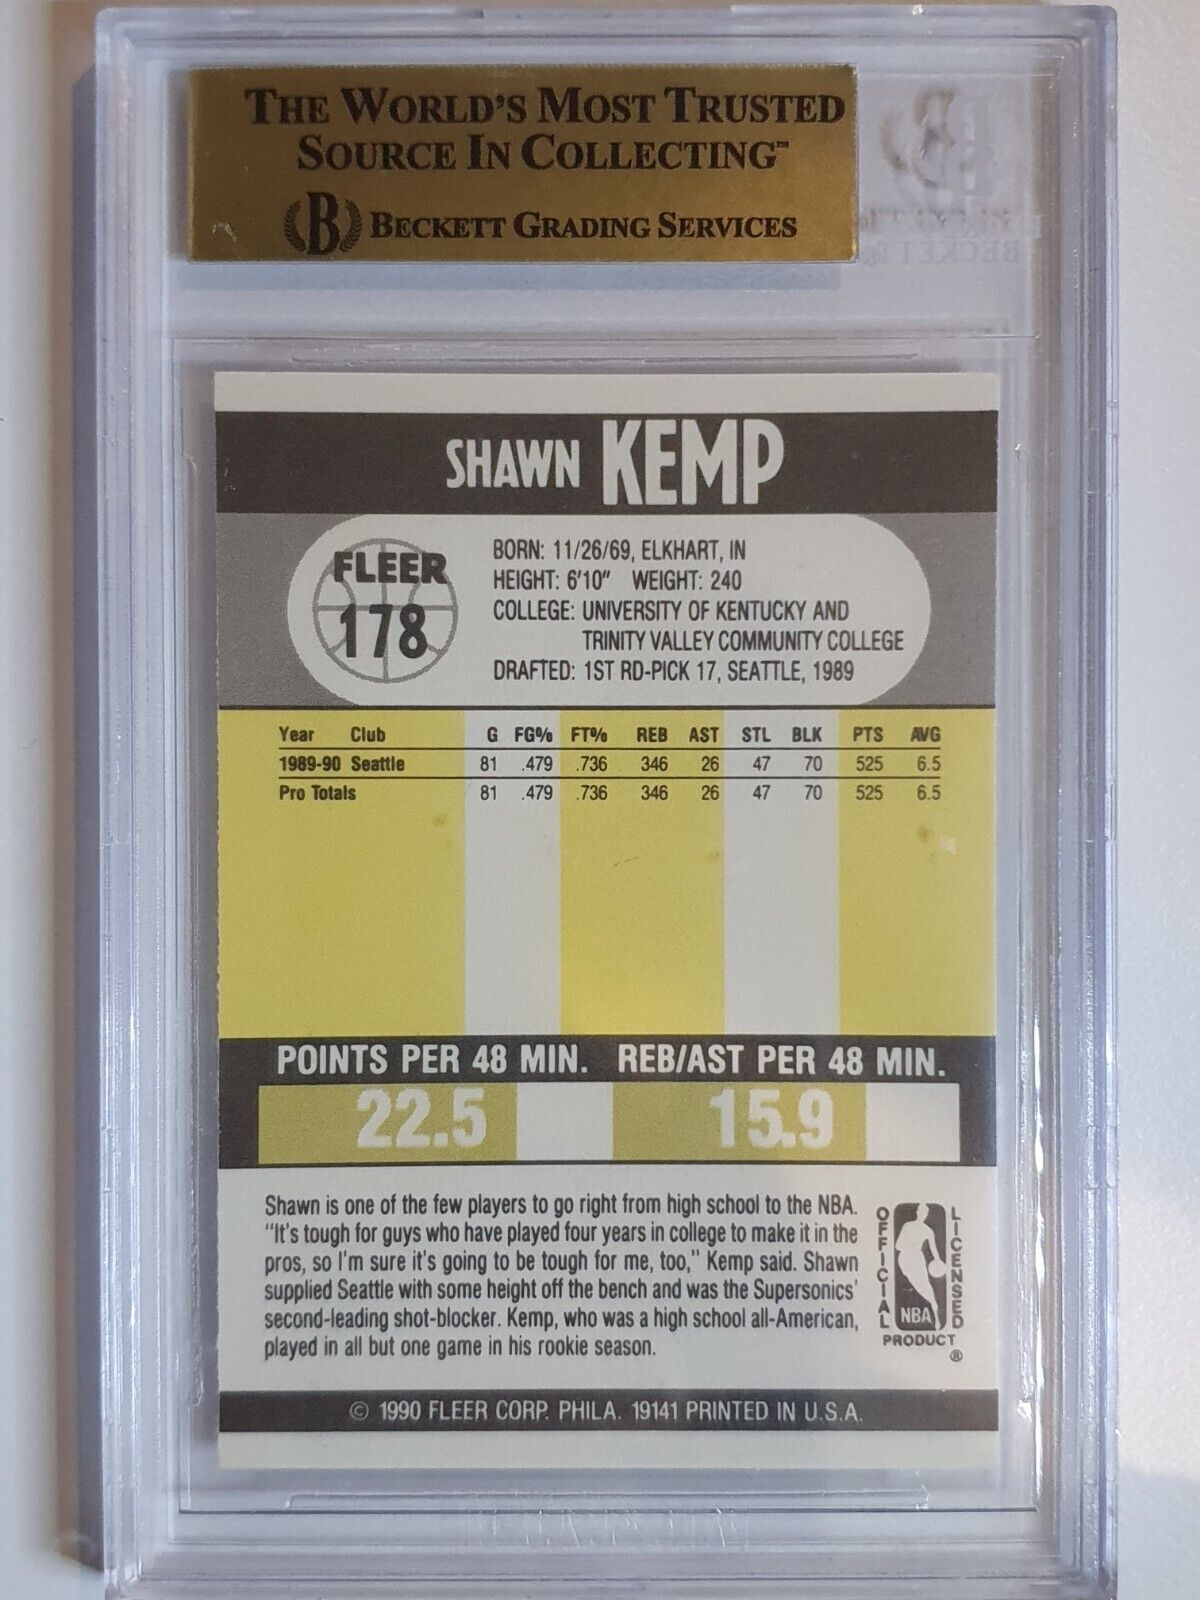 THE WORLD'S MOST TRUSTED
SOURCE IN COLLECTING™
B BECKETT GRADING SERVICES
SHAWN KEMP
FLEER
178
BORN: 11/26/69, ELKHART, IN
HEIGHT: 6'10" WEIGHT: 240
COLLEGE: UNIVERSITY OF KENTUCKY AND
TRINITY VALLEY COMMUNITY COLLEGE
DRAFTED: 1ST RD-PICK 17, SEATTLE, 1989
Year Club G FG% FT% REB AST STL BLK PTS AVG
1989-90 Seattle 81 .479 .736 346 26 47 70 525 6.5
Pro Totals 81 .479 .736 346 26 47 70 525 6.5
POINTS PER 48 MIN. REB/AST PER 48 MIN.
22.5 15.9
Shawn is one of the few players to go right from high school to the NBA.
"It's tough for guys who have played four years in college to make it in the
pros, so I'm sure it's going to be tough for me, too," Kemp said. Shawn
supplied Seattle with some height off the bench and was the Supersonics'
second-leading shot-blocker. Kemp, who was a high school all-American,
played in all but one game in his rookie season.
OFFICIAL
LICENSED
NBA
PRODUCT
®
© 1990 FLEER CORP. PHILA. 19141 PRINTED IN U.S.A.